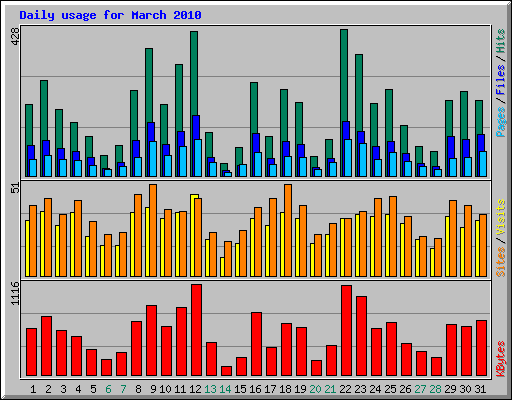 Daily usage for March 2010
428
Pages / Files / Hits
51
Sites / Visits
1116
KBytes
1 2 3 4 5 6 7 8 9 10 11 12 13 14 15 16 17 18 19 20 21 22 23 24 25 26 27 28 29 30 31